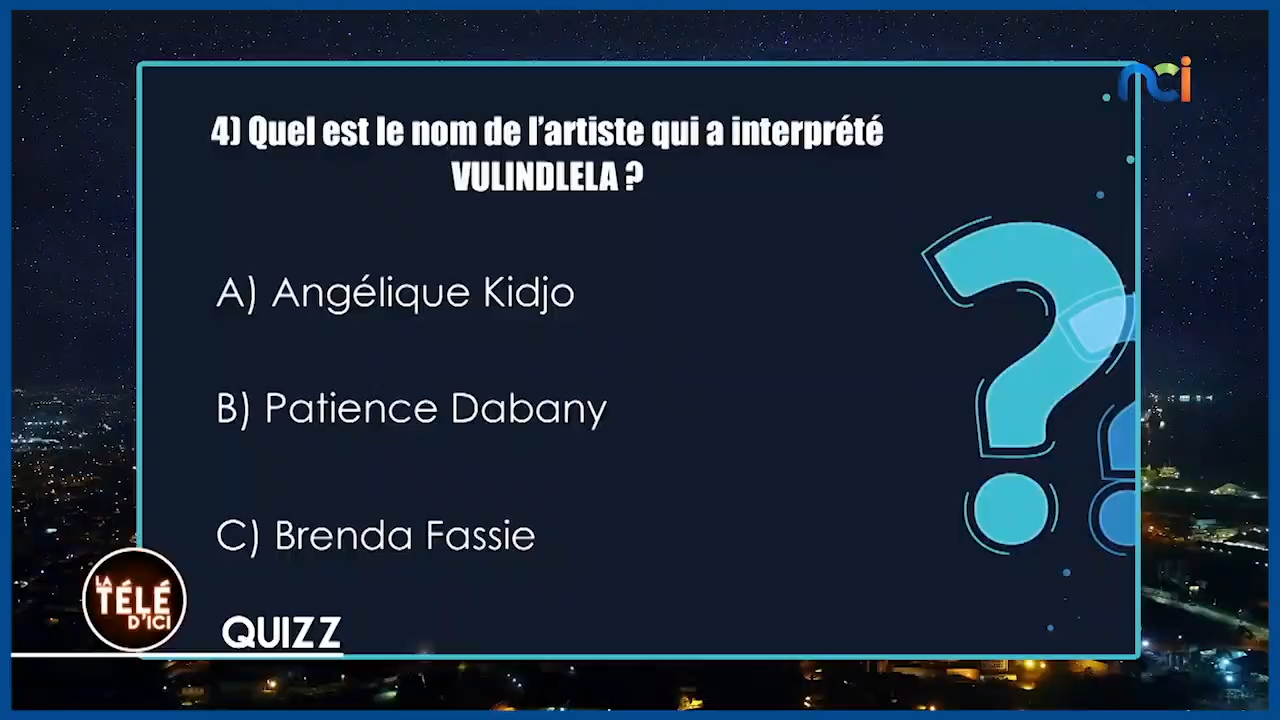 nci
4) Quel est le nom de l'artiste qui a interprété
VULINDLELA ?
A) Angélique Kidjo
B) Patience Dabany
C) Brenda Fassie
LA
TÉLÉ
D'ICI
QUIZZ